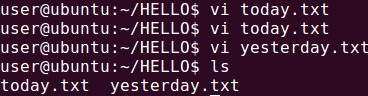 user@ubuntu:~/HELLO$ vi today.txt
user@ubuntu:~/HELLO$ vi today.txt
user@ubuntu:~/HELLO$ vi yesterday.txt
user@ubuntu:~/HELLO$ ls
today.txt  yesterday.txt